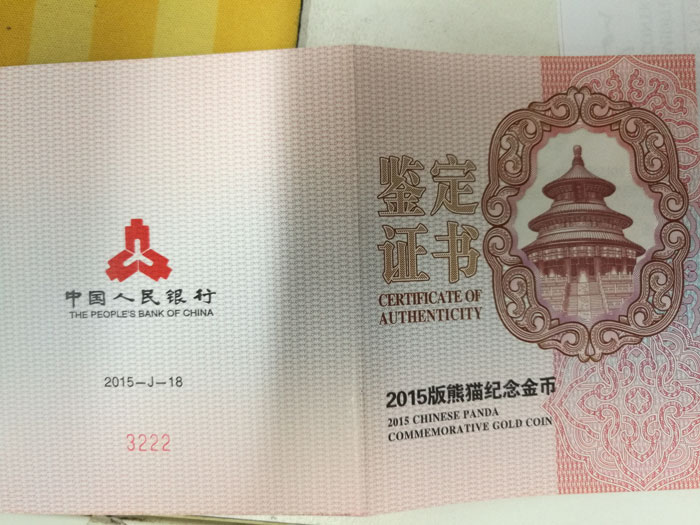 中国人民银行
THE PEOPLE'S BANK OF CHINA
2015-J-18
3222
鉴定
证书
CERTIFICATE OF
AUTHENTICITY
2015版熊猫纪念金币
2015 CHINESE PANDA
COMMEMORATIVE GOLD COIN